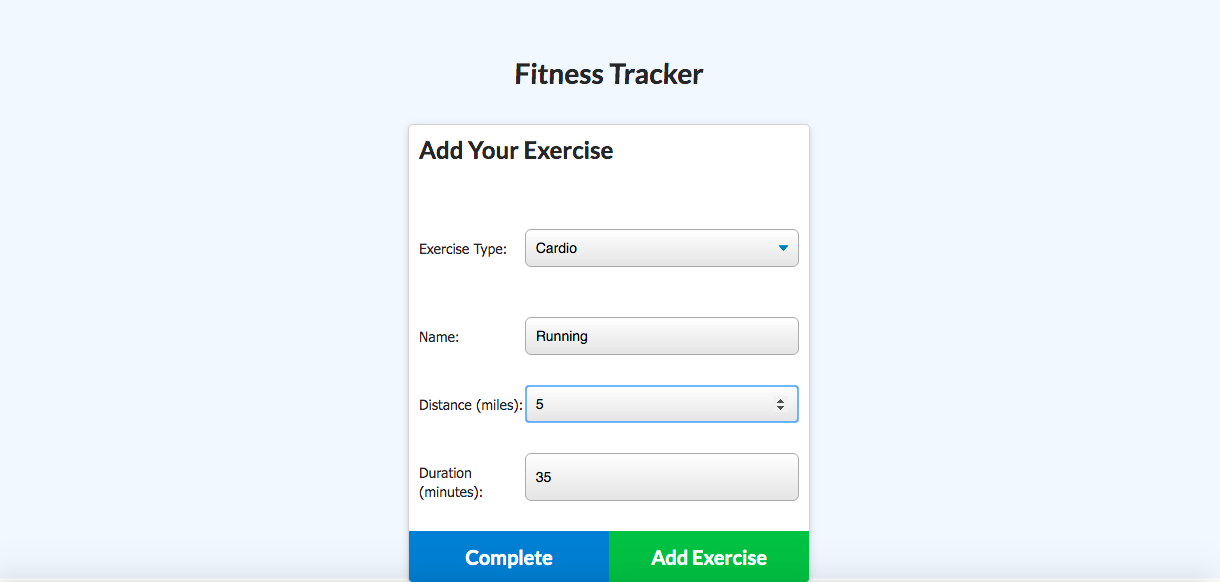 Fitness Tracker
Add Your Exercise
Exercise Type: Cardio
Name: Running
Distance (miles): 5
Duration
(minutes): 35
Complete Add Exercise